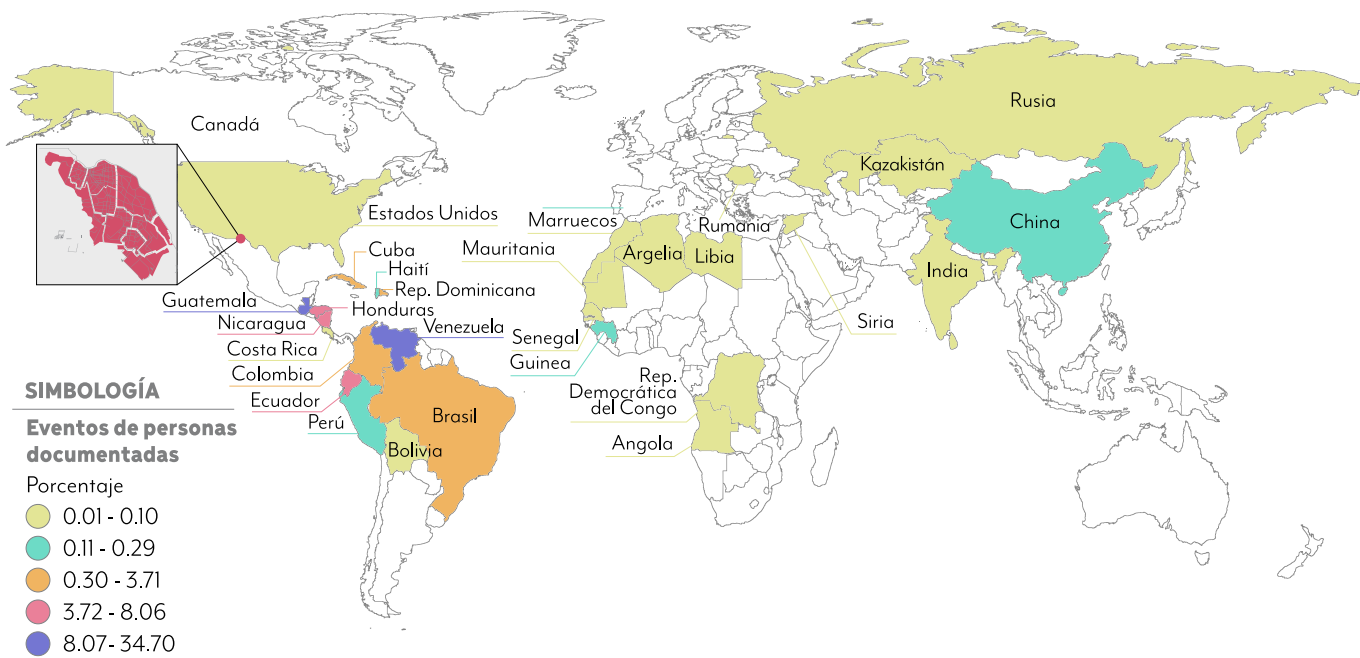 Rusia
Canadá
Kazakistán
Estados Unidos
Marruecos
Rumania
China
Mauritania
Argelia
Libia
Cuba
Haití
India
Rep. Dominicana
Guatemala
Honduras
Nicaragua
Venezuela
Siria
Senegal
Costa Rica
Guinea
Colombia
Rep.
Democrática
del Congo
Ecuador
Brasil
Perú
Angola
Bolivia
SIMBOLOGÍA
Eventos de personas
documentadas
Porcentaje
0.01 - 0.10
0.11 - 0.29
0.30 - 3.71
3.72 - 8.06
8.07- 34.70